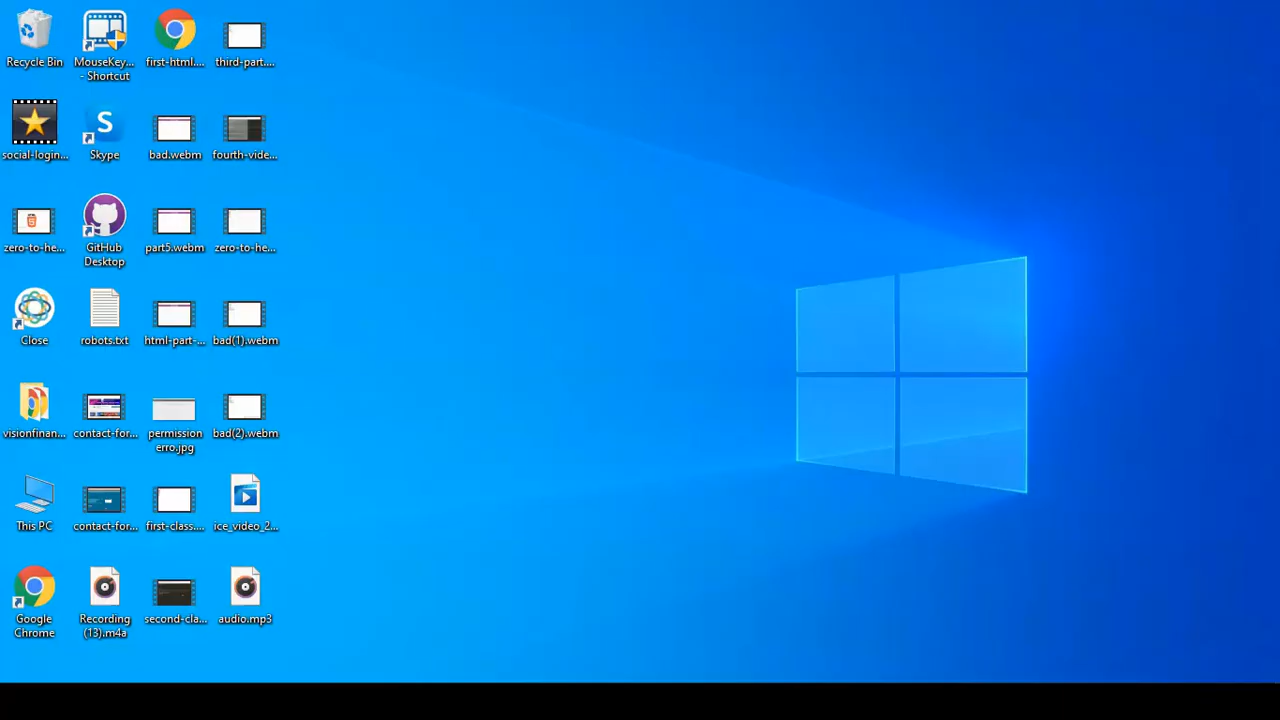 Recycle Bin
MouseKey...
- Shortcut
first-html....
third-part....
social-login...
Skype
bad.webm
fourth-vide...
zero-to-he...
GitHub
Desktop
part5.webm
zero-to-he...
Close
robots.txt
html-part-...
bad(1).webm
visionfinan...
contact-for...
permission
erro.jpg
bad(2).webm
This PC
contact-for...
first-class....
ice_video_2...
Google
Chrome
Recording
(13).m4a
second-cla...
audio.mp3